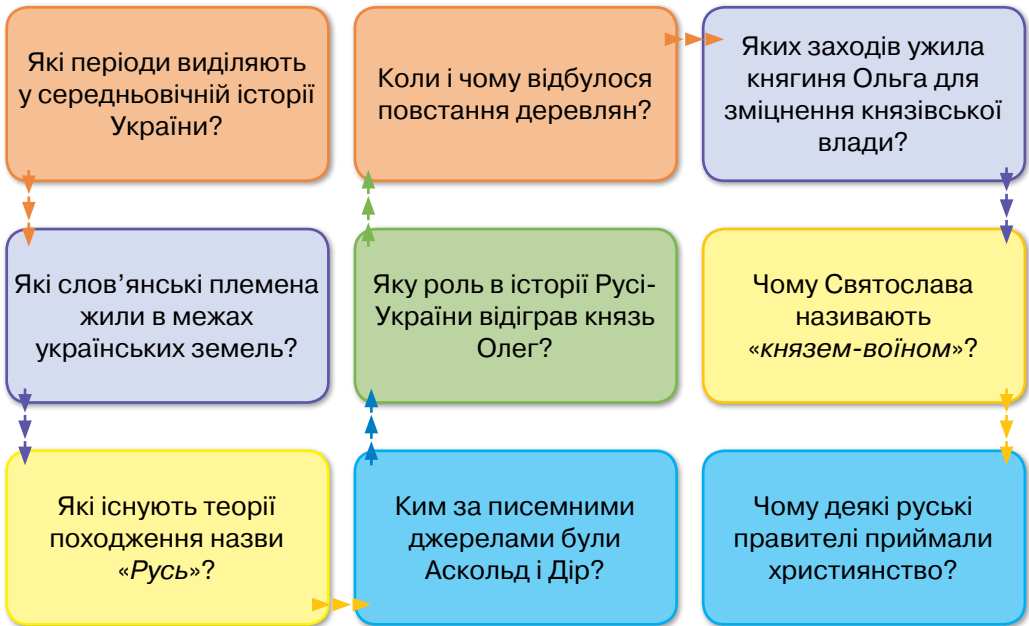 Які періоди виділяють
у середньовічній історії
України?
Які слов’янські племена
жили в межах
українських земель?
Які існують теорії
походження назви
«Русь»?
Ким за писемними
джерелами були
Аскольд і Дір?
Яку роль в історії Русі-
України відіграв князь
Олег?
Коли і чому відбулося
повстання деревлян?
Яких заходів ужила
княгиня Ольга для
зміцнення князівської
влади?
Чому Святослава
називають
«князем-воїном»?
Чому деякі руські
правителі приймали
християнство?